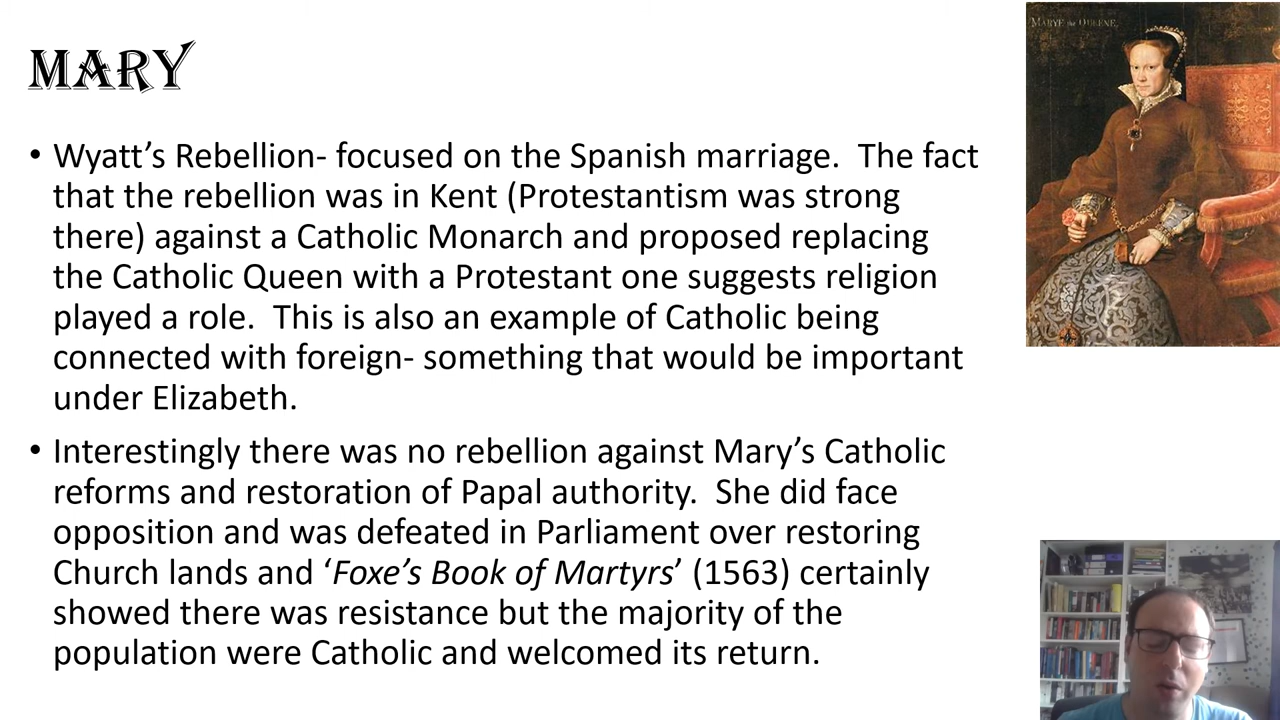 MARY
• Wyatt’s Rebellion- focused on the Spanish marriage.  The fact
that the rebellion was in Kent (Protestantism was strong
there) against a Catholic Monarch and proposed replacing
the Catholic Queen with a Protestant one suggests religion
played a role.  This is also an example of Catholic being
connected with foreign- something that would be important
under Elizabeth.
• Interestingly there was no rebellion against Mary’s Catholic
reforms and restoration of Papal authority.  She did face
opposition and was defeated in Parliament over restoring
Church lands and ‘Foxe’s Book of Martyrs’ (1563) certainly
showed there was resistance but the majority of the
population were Catholic and welcomed its return.
MARYE the QUEENE